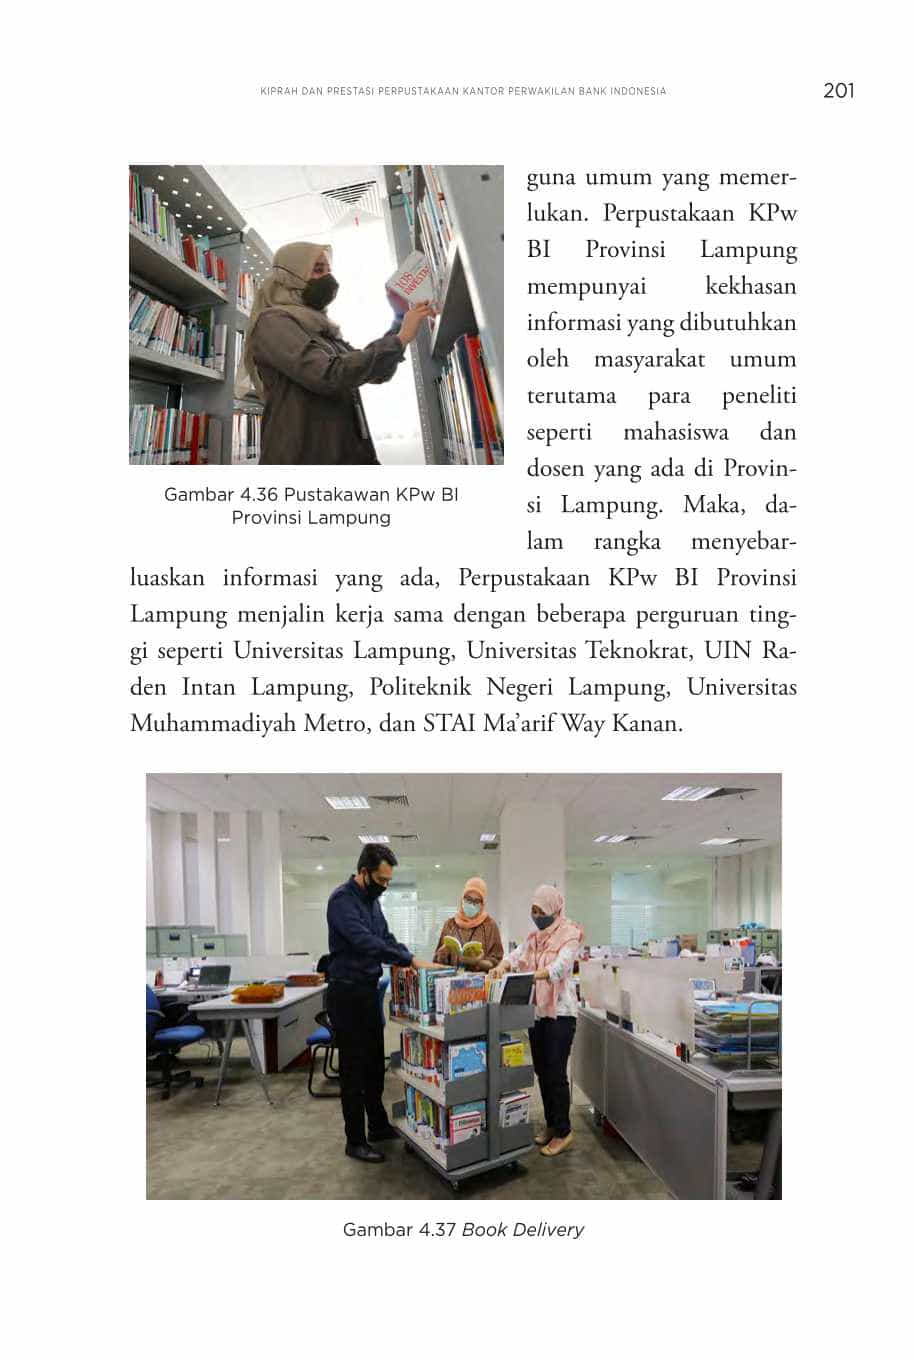 KIPRAH DAN PRESTASI PERPUSTAKAAN KANTOR PERWAKILAN BANK INDONESIA
201
108
INVESTA
guna umum yang memer-
lukan. Perpustakaan KPw
BI Provinsi Lampung
mempunyai kekhasan
informasi yang dibutuhkan
oleh masyarakat umum
terutama para peneliti
seperti mahasiswa dan
dosen yang ada di Provin-
si Lampung. Maka, da-
lam rangka menyebar-
Gambar 4.36 Pustakawan KPw BI
Provinsi Lampung
luaskan informasi yang ada, Perpustakaan KPw BI Provinsi
Lampung menjalin kerja sama dengan beberapa perguruan ting-
gi seperti Universitas Lampung, Universitas Teknokrat, UIN Ra-
den Intan Lampung, Politeknik Negeri Lampung, Universitas
Muhammadiyah Metro, dan STAI Ma’arif Way Kanan.
Gambar 4.37 Book Delivery